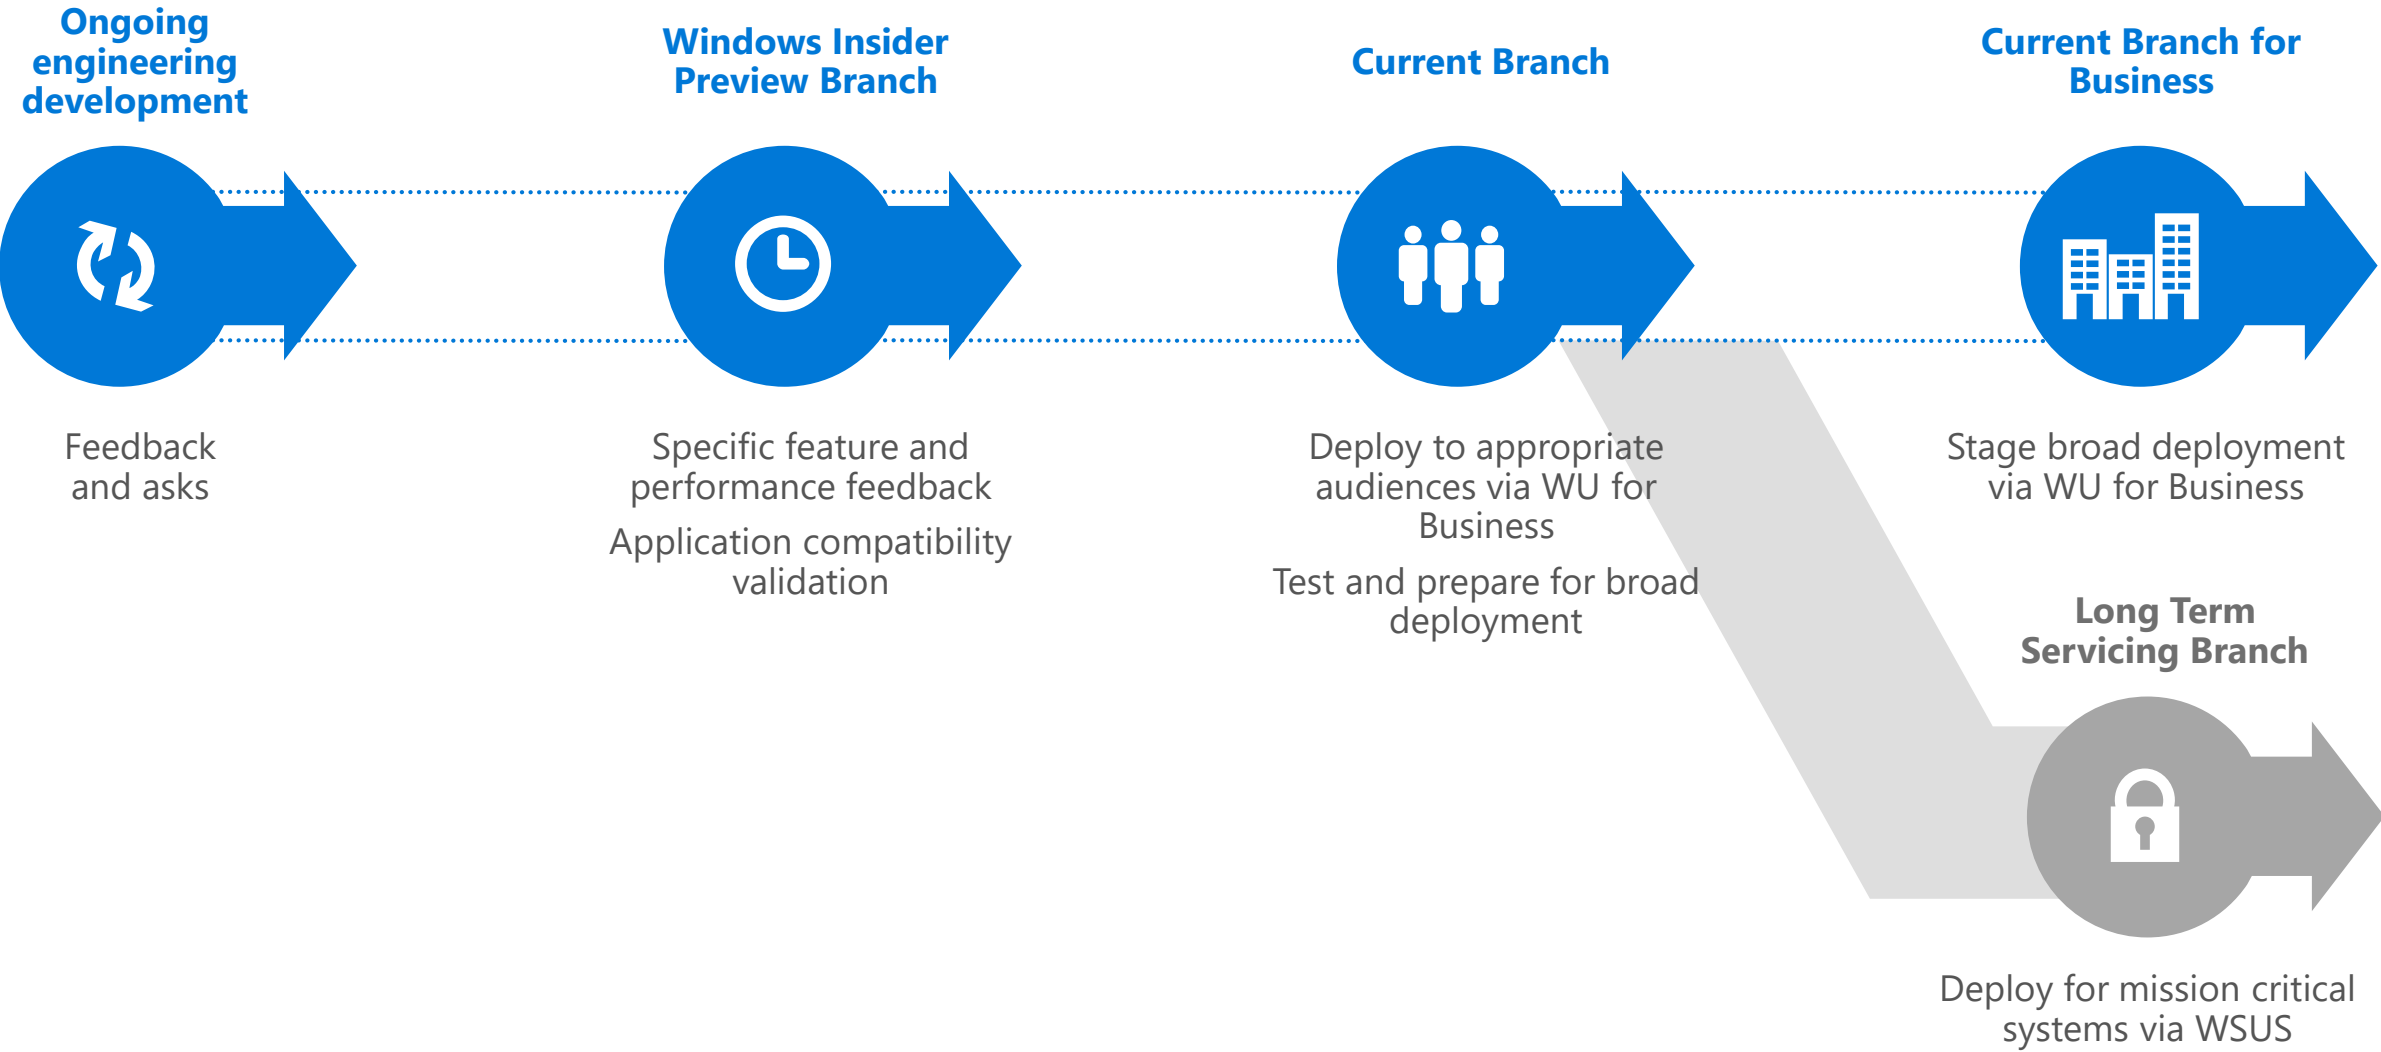 Ongoing
engineering
development
Windows Insider
Preview Branch
Current Branch
Current Branch for
Business
Feedback
and asks
Specific feature and
performance feedback
Application compatibility
validation
Deploy to appropriate
audiences via WU for
Business
Test and prepare for broad
deployment
Stage broad deployment
via WU for Business
Long Term
Servicing Branch
Deploy for mission critical
systems via WSUS